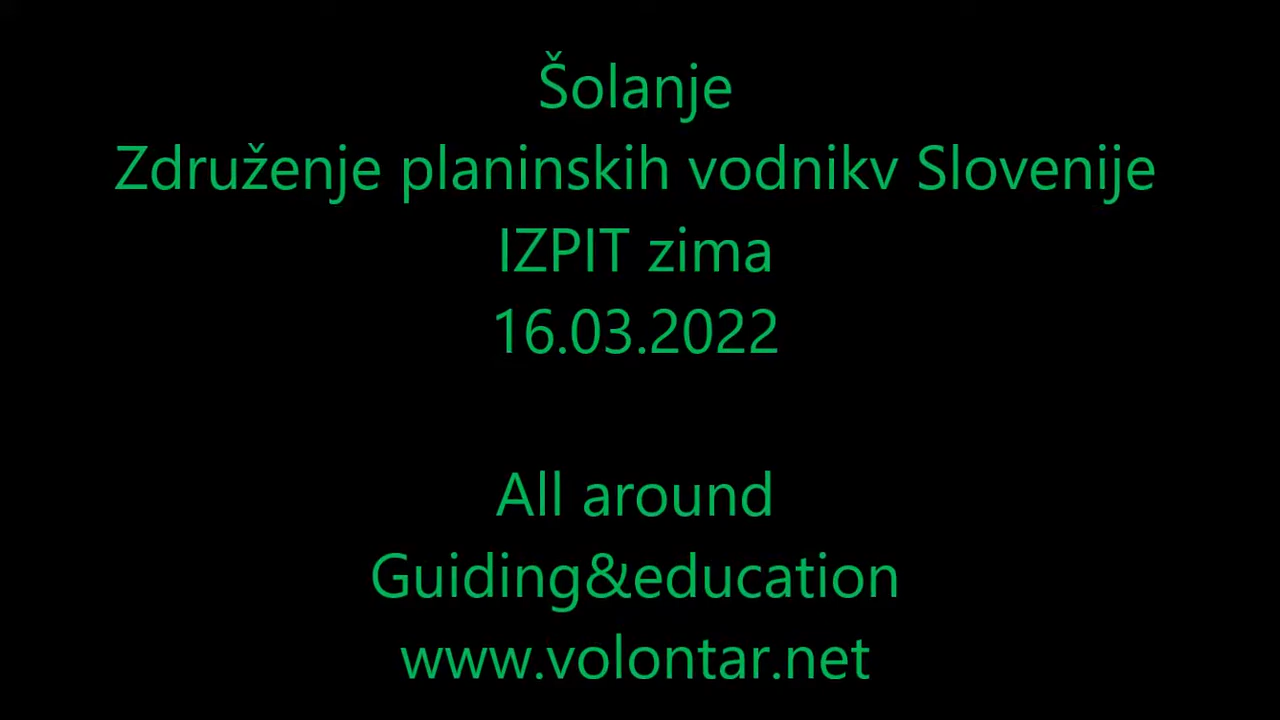 Šolanje
Združenje planinskih vodnikv Slovenije
IZPIT zima
16.03.2022
All around
Guiding&education
www.volontar.net